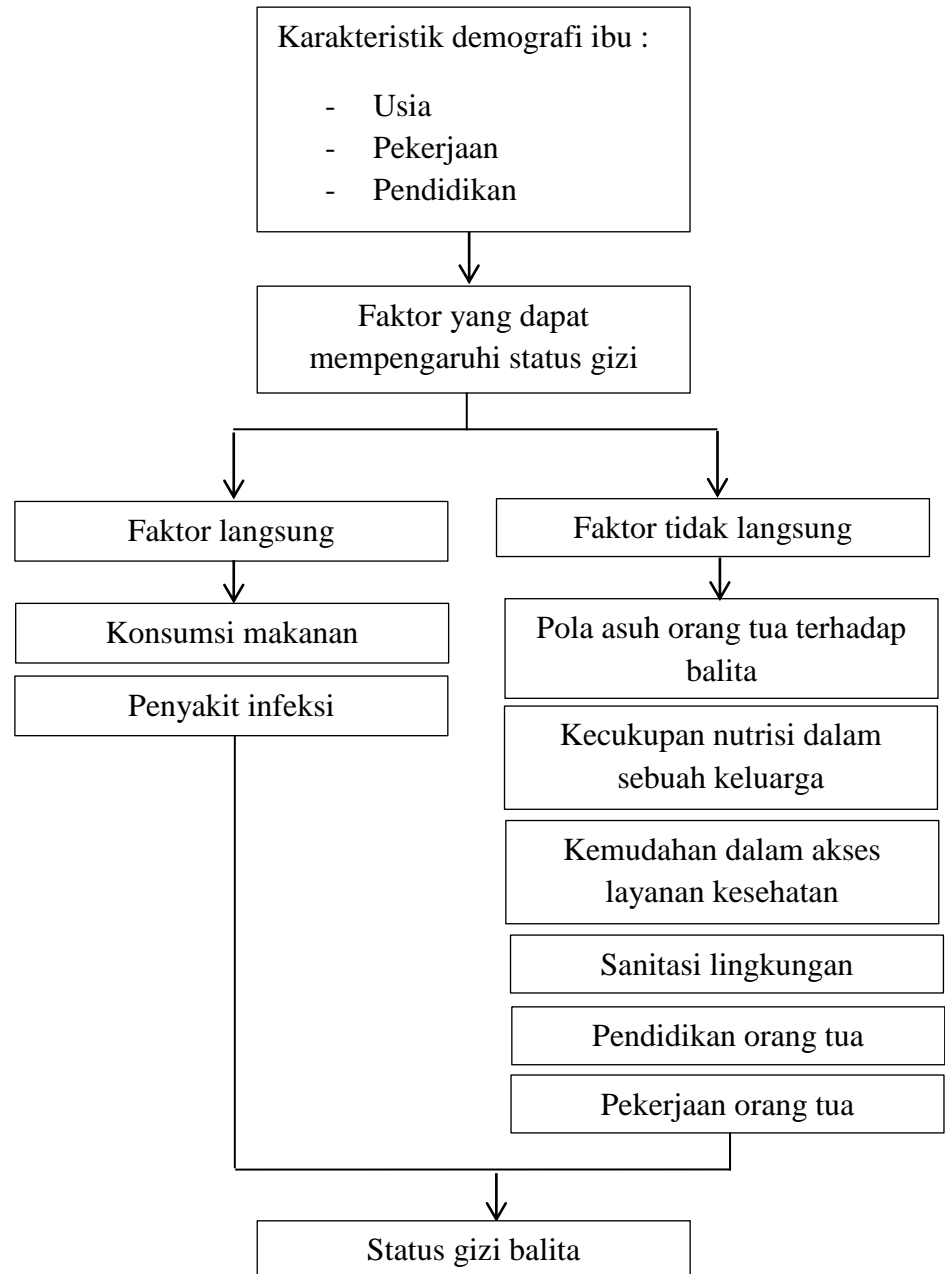 Karakteristik demografi ibu :
- Usia
- Pekerjaan
- Pendidikan
Faktor yang dapat
mempengaruhi status gizi
Faktor langsung
Faktor tidak langsung
Konsumsi makanan
Penyakit infeksi
Pola asuh orang tua terhadap
balita
Kecukupan nutrisi dalam
sebuah keluarga
Kemudahan dalam akses
layanan kesehatan
Sanitasi lingkungan
Pendidikan orang tua
Pekerjaan orang tua
Status gizi balita